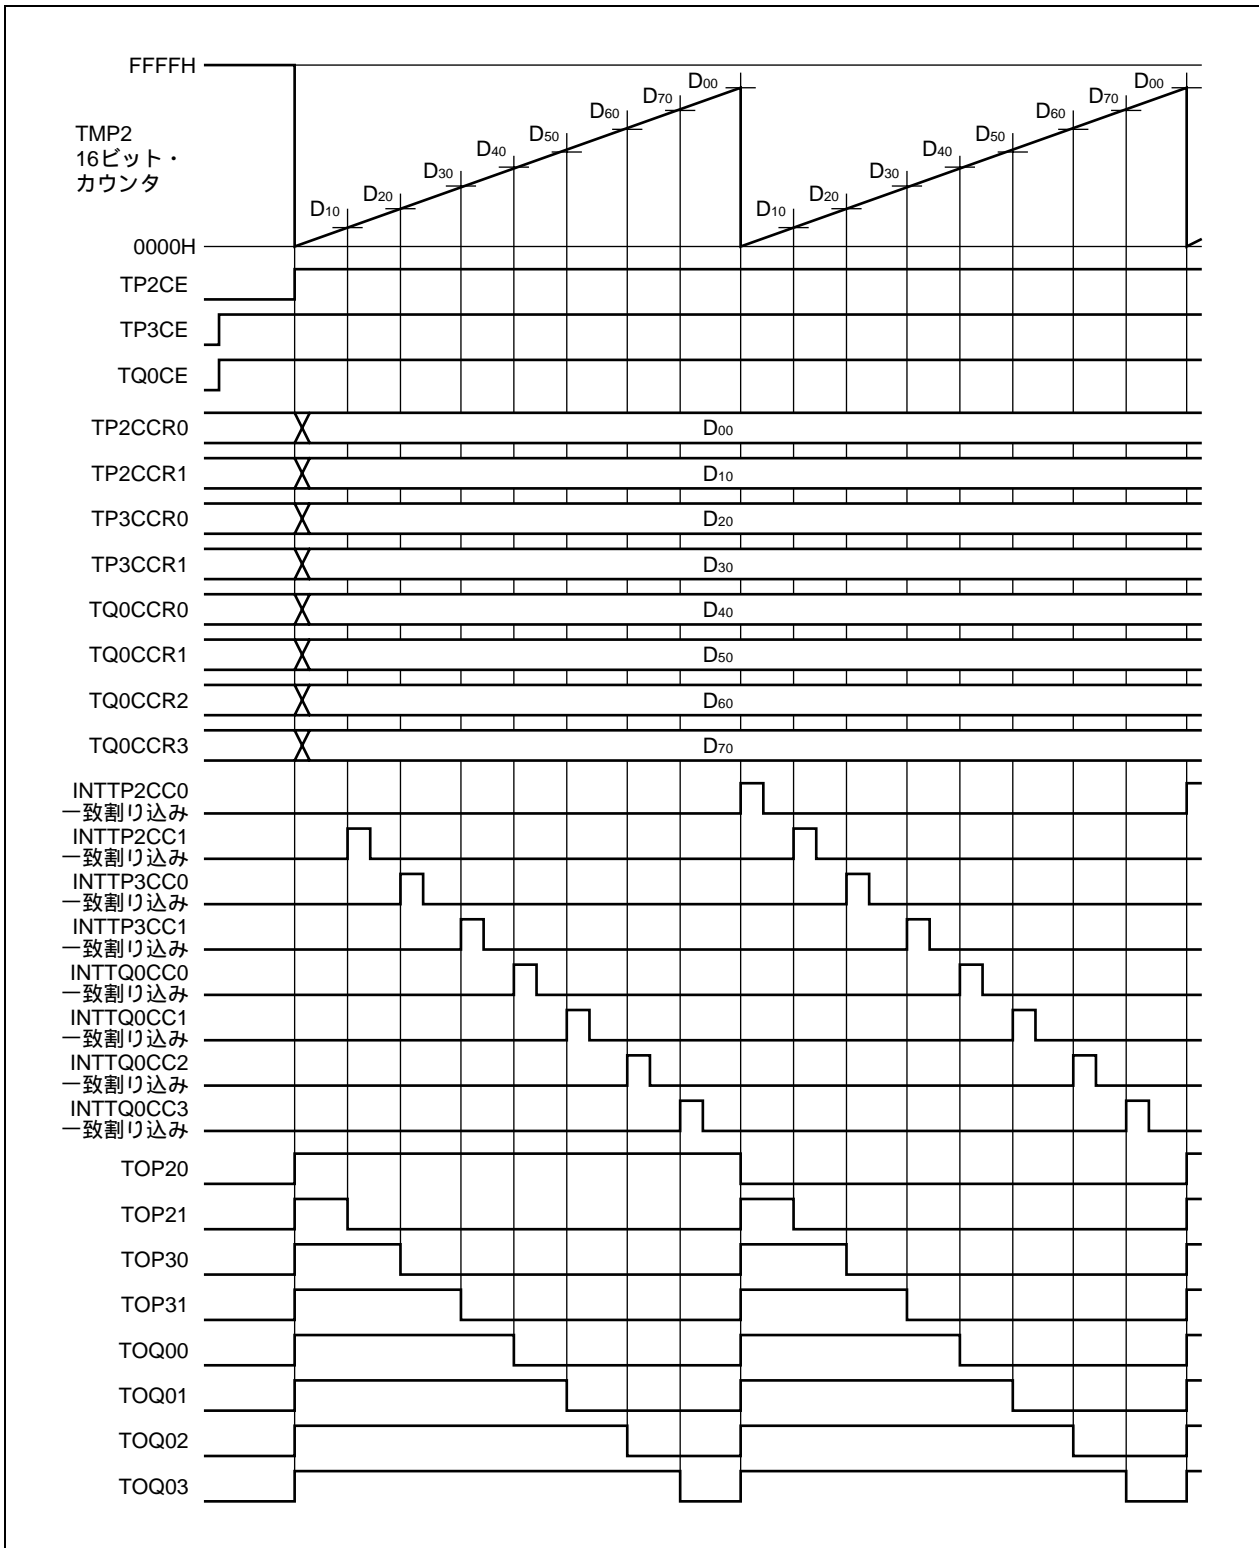 FFFFH
TMP2
16ビット・
カウンタ
0000H
D10
D20
D30
D40
D50
D60
D70
D00
D10
D20
D30
D40
D50
D60
D70
D00
TP2CE
TP3CE
TQ0CE
TP2CCR0
D00
TP2CCR1
D10
TP3CCR0
D20
TP3CCR1
D30
TQ0CCR0
D40
TQ0CCR1
D50
TQ0CCR2
D60
TQ0CCR3
D70
INTTP2CC0
一致割り込み
INTTP2CC1
一致割り込み
INTTP3CC0
一致割り込み
INTTP3CC1
一致割り込み
INTTQ0CC0
一致割り込み
INTTQ0CC1
一致割り込み
INTTQ0CC2
一致割り込み
INTTQ0CC3
一致割り込み
TOP20
TOP21
TOP30
TOP31
TOQ00
TOQ01
TOQ02
TOQ03